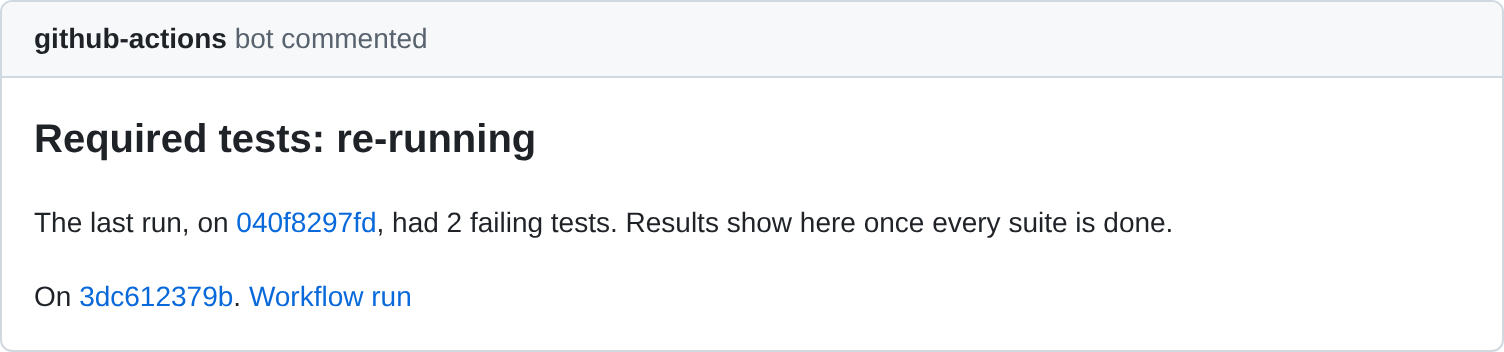 github-actions bot commented
Required tests: re-running
The last run, on 040f8297fd, had 2 failing tests. Results show here once every suite is done.
On 3dc612379b. Workflow run